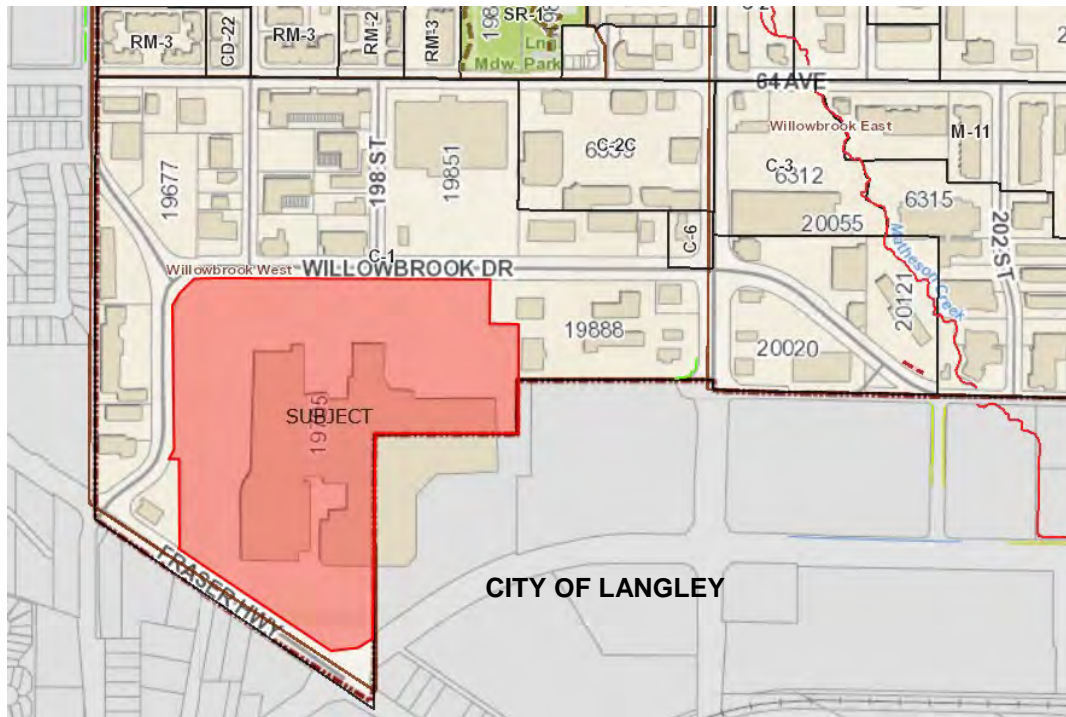 SR-1
RM-3
CD-22
RM-3
RM-2
RM-3
Mdw. Park
64 AVE
Willowbrook East
M-11
C-2C
C-3
6312
19677
198 ST
19851
20055
6315
202 ST
C-6
Matheson Creek
C-1
Willowbrook West
WILLOWBROOK DR
20121
19888
20020
SUBJECT
FRASER HWY
CITY OF LANGLEY